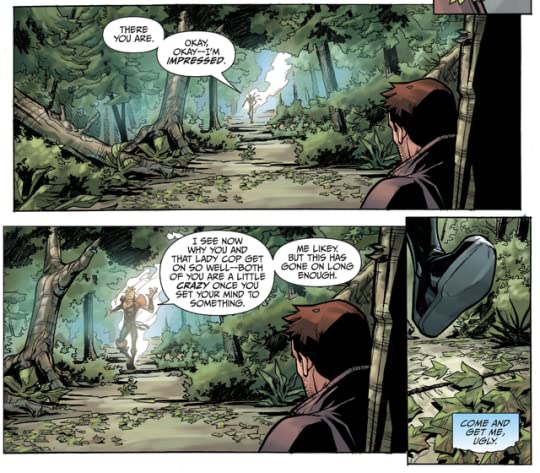 THERE
YOU ARE.
OKAY,
OKAY--I'M
IMPRESSED.
I SEE NOW
WHY YOU AND
THAT LADY COP GET
ON SO WELL--BOTH
OF YOU ARE A LITTLE
CRAZY ONCE YOU
SET YOUR MIND TO
SOMETHING.
ME LIKEY.
BUT THIS HAS
GONE ON LONG
ENOUGH.
COME AND
GET ME,
UGLY.